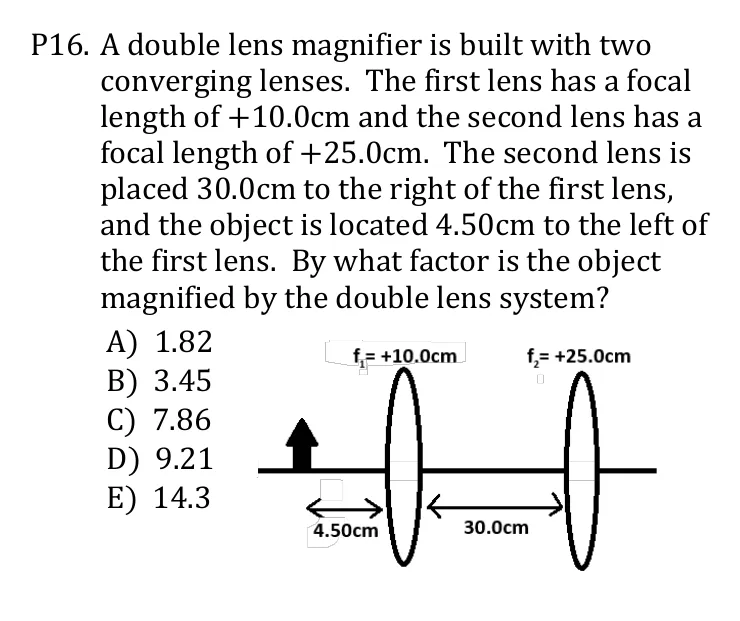 P16. A double lens magnifier is built with two
converging lenses. The first lens has a focal
length of +10.0cm and the second lens has a
focal length of +25.0cm. The second lens is
placed 30.0cm to the right of the first lens,
and the object is located 4.50cm to the left of
the first lens. By what factor is the object
magnified by the double lens system?
A) 1.82
B) 3.45
C) 7.86
D) 9.21
E) 14.3
f₁= +10.0cm
f₂= +25.0cm
4.50cm
30.0cm